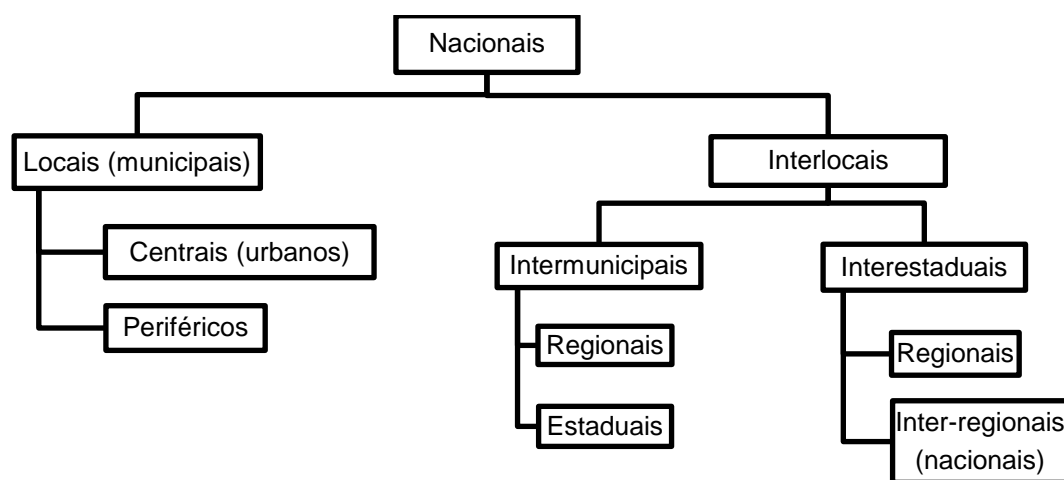 Nacionais
Locais (municipais)
Interlocais
Centrais (urbanos)
Periféricos
Intermunicipais
Interestaduais
Regionais
Estaduais
Regionais
Inter-regionais
(nacionais)